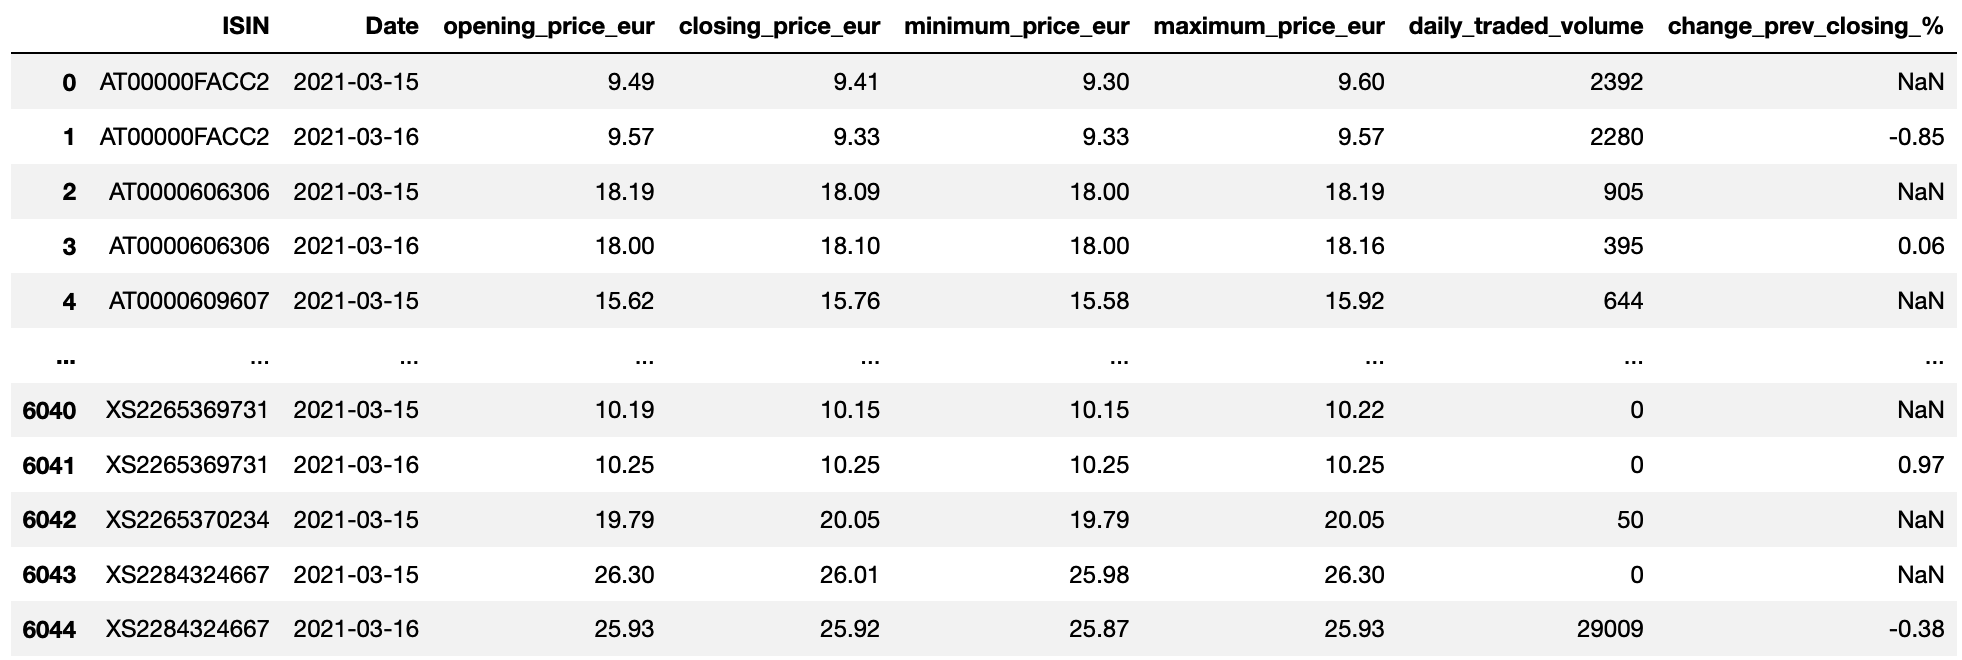 ISIN Date opening_price_eur closing_price_eur minimum_price_eur maximum_price_eur daily_traded_volume change_prev_closing_%
0 AT00000FACC2 2021-03-15 9.49 9.41 9.30 9.60 2392 NaN
1 AT00000FACC2 2021-03-16 9.57 9.33 9.33 9.57 2280 -0.85
2 AT0000606306 2021-03-15 18.19 18.09 18.00 18.19 905 NaN
3 AT0000606306 2021-03-16 18.00 18.10 18.00 18.16 395 0.06
4 AT0000609607 2021-03-15 15.62 15.76 15.58 15.92 644 NaN
... ... ... ... ... ... ... ... ...
6040 XS2265369731 2021-03-15 10.19 10.15 10.15 10.22 0 NaN
6041 XS2265369731 2021-03-16 10.25 10.25 10.25 10.25 0 0.97
6042 XS2265370234 2021-03-15 19.79 20.05 19.79 20.05 50 NaN
6043 XS2284324667 2021-03-15 26.30 26.01 25.98 26.30 0 NaN
6044 XS2284324667 2021-03-16 25.93 25.92 25.87 25.93 29009 -0.38